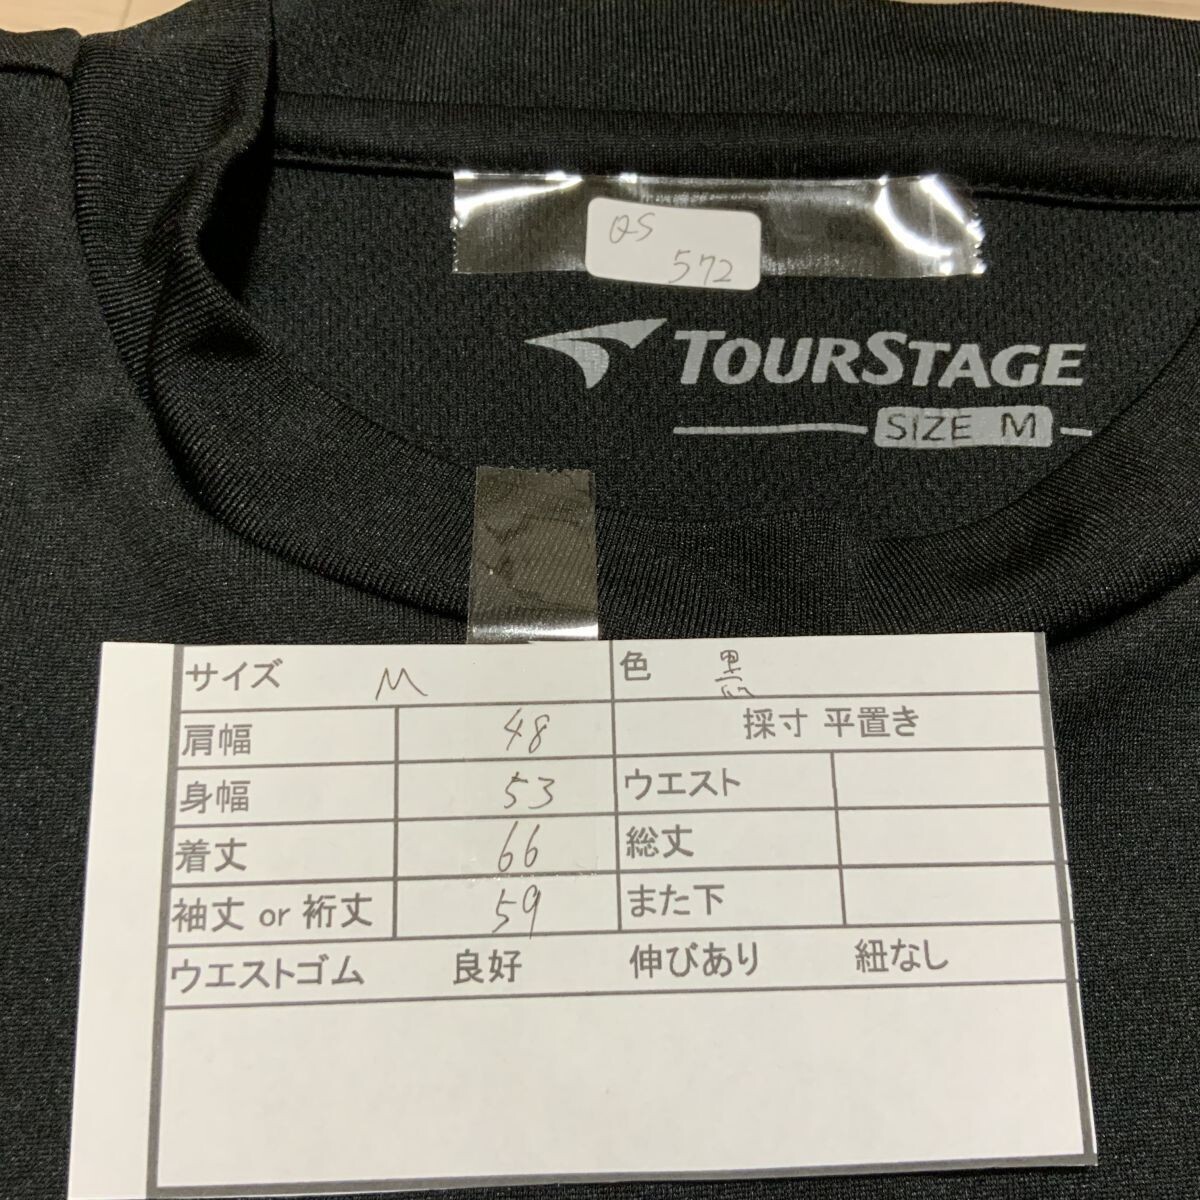 QS
572
TOURSTAGE
SIZE M
サイズ M 色 黒
肩幅 48 採寸 平置き
身幅 53 ウエスト
着丈 66 総丈
袖丈 or 裄丈 59 また下
ウエストゴム 良好 伸びあり 紐なし